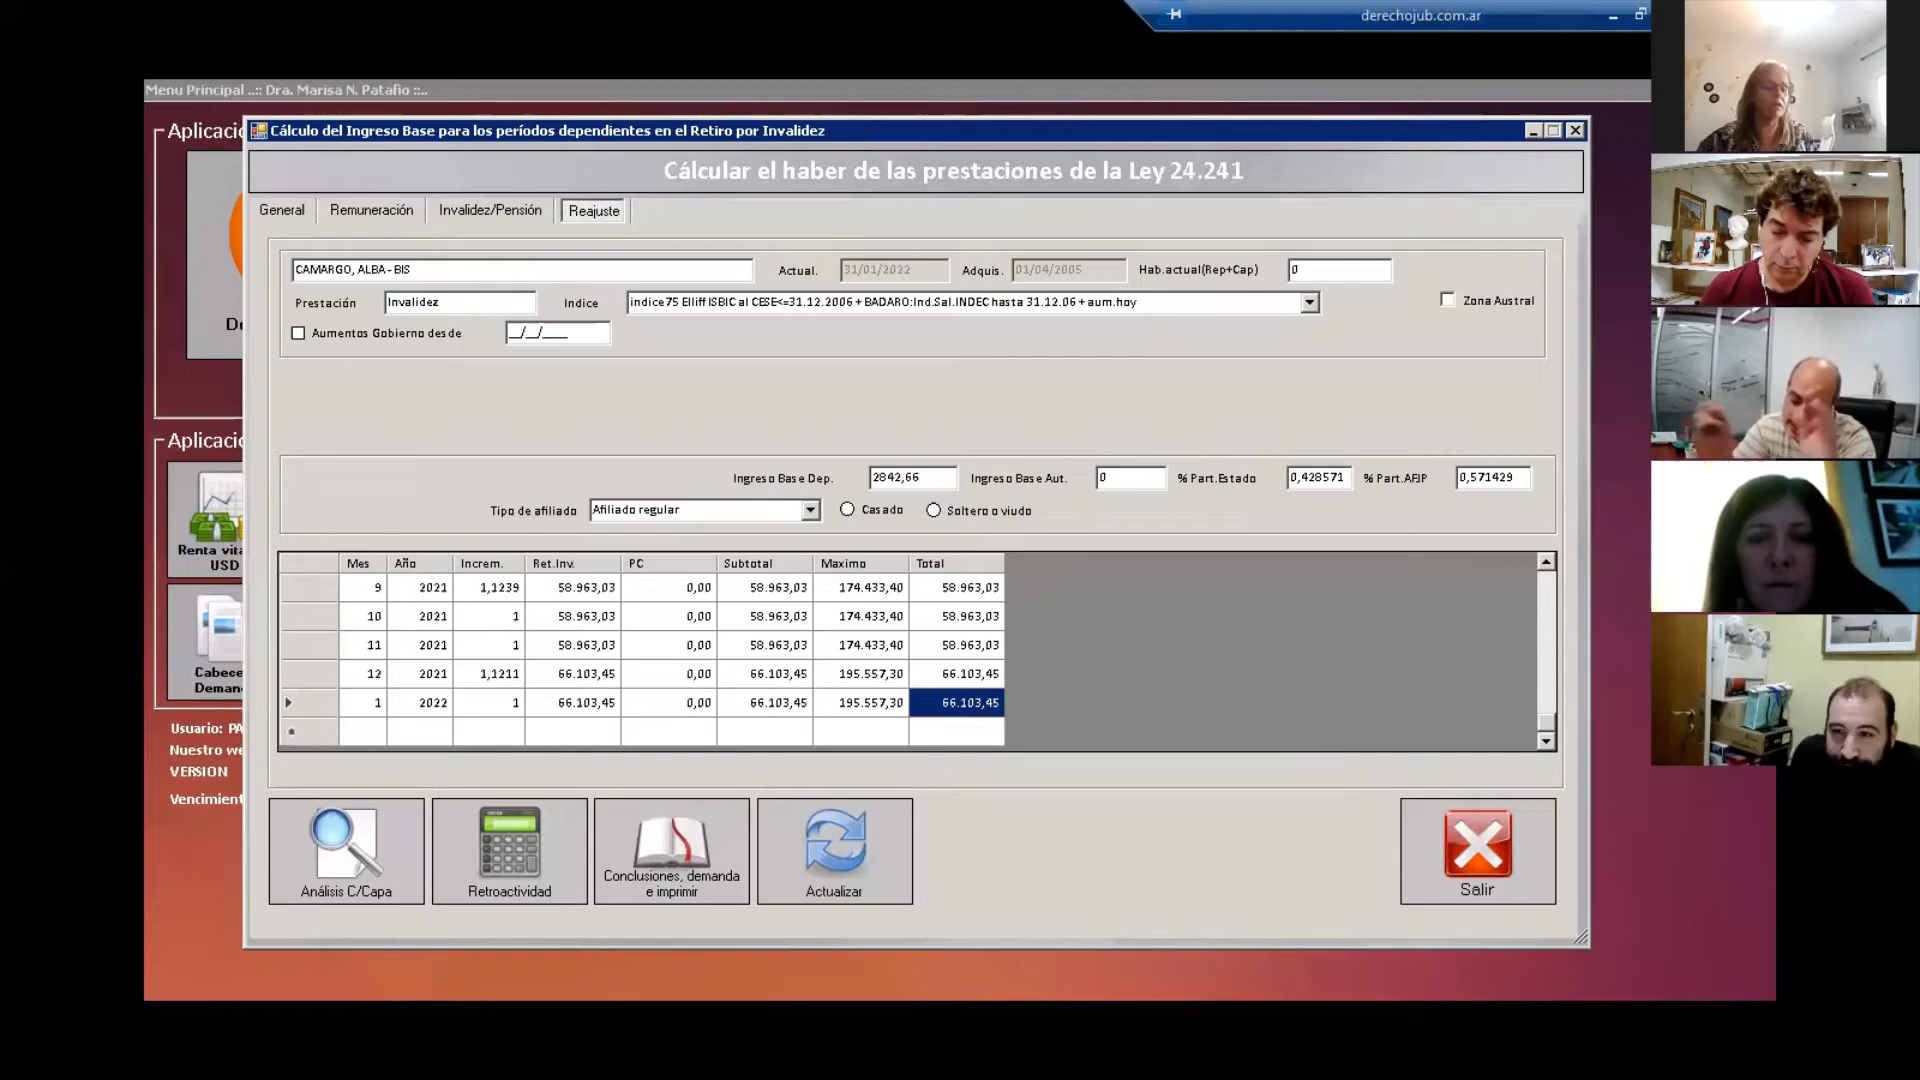 derechojub.com.ar
Menu Principal ..:: Dra. Marisa N. Patafio ::..
Cálculo del Ingreso Base para los períodos dependientes en el Retiro por Invalidez
Cálcular el haber de las prestaciones de la Ley 24.241
General Remuneración Invalidez/Pensión Reajuste
CAMARGO, ALBA - BIS Actual. 31/01/2022 Adquis. 01/04/2005 Hab.actual(Rep+Cap) 0
Prestación Invalidez Indice indice75 Elliff ISBIC al CESE<=31.12.2006 + BADARO:Ind.Sal.INDEC hasta 31.12.06 + aum.hoy Zona Austral
Aumentos Gobierno desde __/__/____
Ingreso Base Dep. 2842,66 Ingreso Base Aut. 0 % Part.Estado 0,428571 % Part.AFJP 0,571429
Tipo de afiliado Afiliado regular Casado Soltero o viudo
Mes Año Increm. Ret.Inv. PC Subtotal Maximo Total
9 2021 1,1239 58.963,03 0,00 58.963,03 174.433,40 58.963,03
10 2021 1 58.963,03 0,00 58.963,03 174.433,40 58.963,03
11 2021 1 58.963,03 0,00 58.963,03 174.433,40 58.963,03
12 2021 1,1211 66.103,45 0,00 66.103,45 195.557,30 66.103,45
1 2022 1 66.103,45 0,00 66.103,45 195.557,30 66.103,45
Análisis C/Capa
Retroactividad
Conclusiones, demanda
e imprimir
Actualizar
Salir
Aplicacio
De
Aplicacio
Renta vita
USD
Cabece
Deman
Usuario: PA
Nuestro we
VERSION
Vencimient